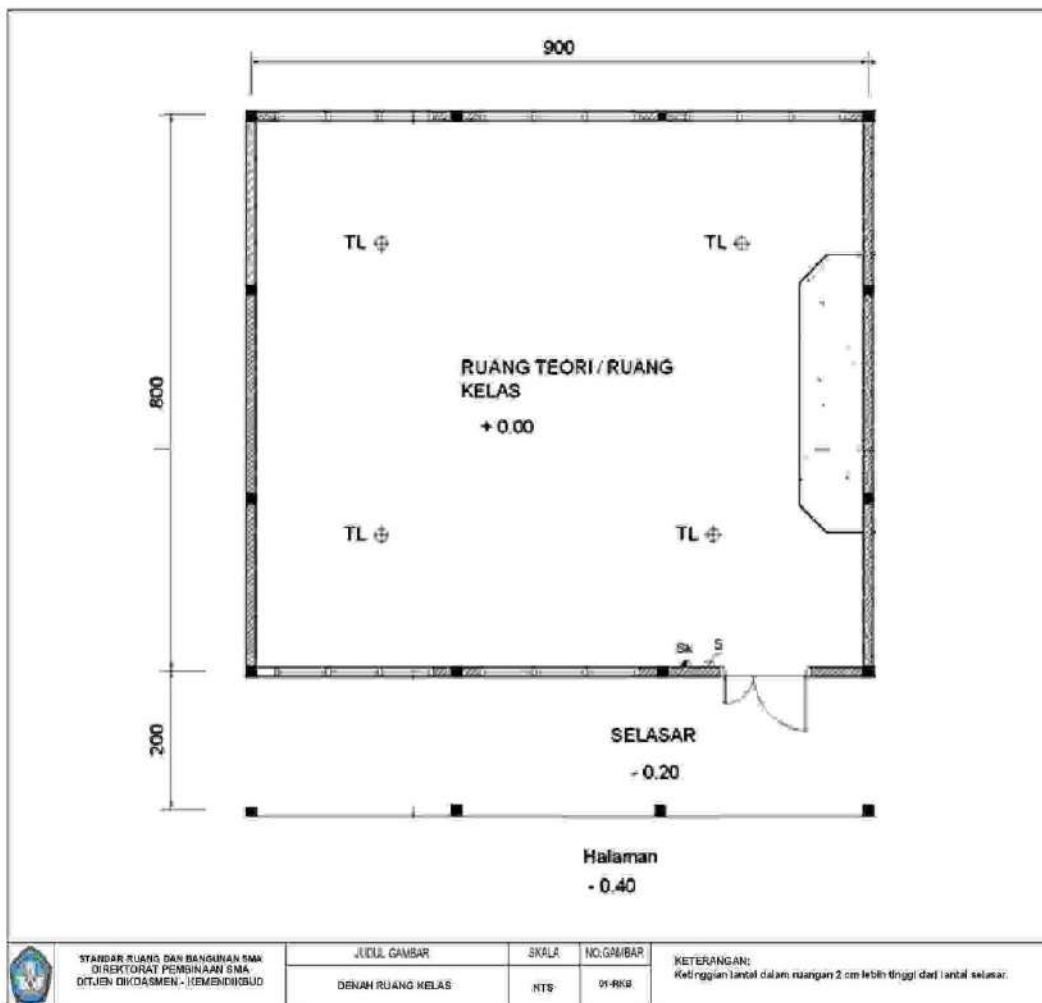 900
TL
TL
800
RUANG TEORI / RUANG
KELAS
+ 0.00
TL
TL
Sk
S
200
SELASAR
- 0.20
Halaman
- 0.40
STANDAR RUANG DAN BANGUNAN SMA
DIREKTORAT PEMBINAAN SMA
DITJEN DIKDASMEN - KEMENDIKBUD
JUDUL GAMBAR
DENAH RUANG KELAS
SKALA
NTS
NO.GAMBAR
01-RKB
KETERANGAN:
Ketinggian lantai dalam ruangan 2 cm lebih tinggi dari lantai selasar.